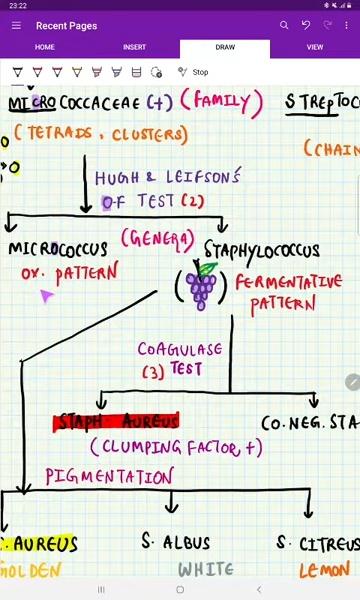 23:22
Recent Pages
HOME INSERT DRAW VIEW
Stop
MICROCOCCACEAE (+) (FAMILY) STREPTOC
(TETRADS, CLUSTERS) (CHAIN
HUGH & LEIFSON'S
O-F TEST (2)
(GENERA)
MICROCOCCUS STAPHYLOCOCCUS
OX. PATTERN FERMENTATIVE
PATTERN
COAGULASE
(3) TEST
STAPH. AUREUS CO.NEG.STA
(CLUMPING FACTOR +)
PIGMENTATION
S. AUREUS S. ALBUS S. CITREUS
GOLDEN WHITE LEMON